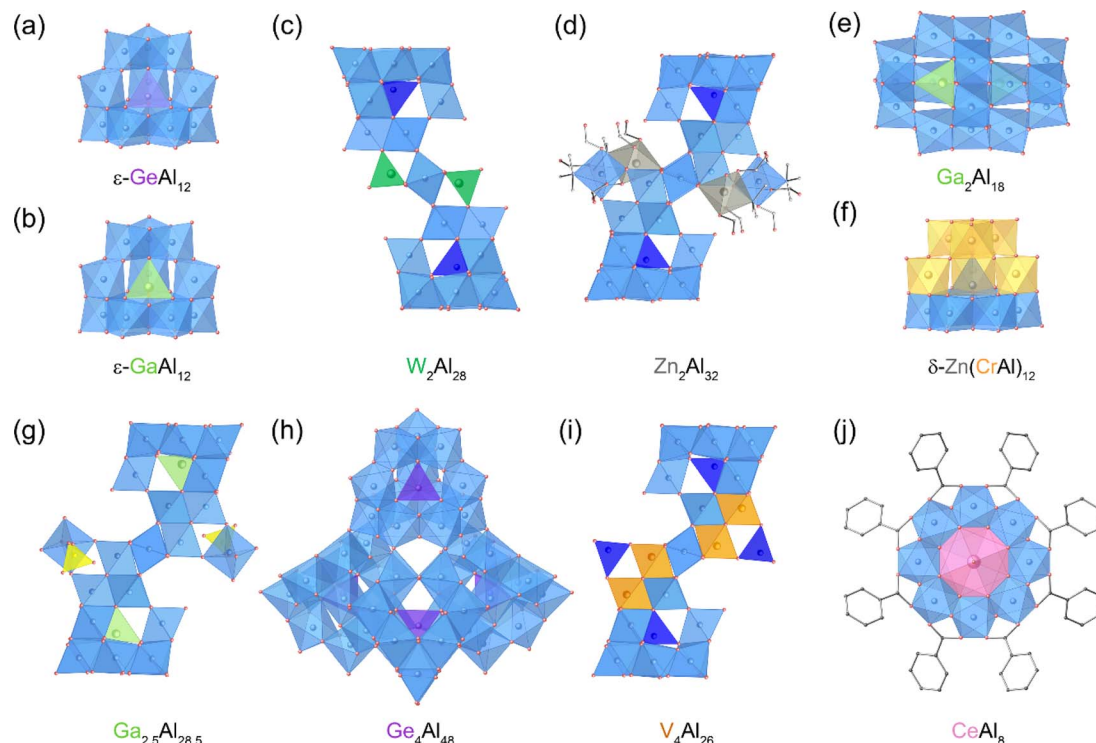 (a)
ε-GeAl₁₂
(b)
ε-GaAl₁₂
(c)
W₂Al₂₈
(d)
Zn₂Al₃₂
(e)
Ga₂Al₁₈
(f)
δ-Zn(CrAl)₁₂
(g)
Ga₂.₅Al₂₈.₅
(h)
Ge₄Al₄₈
(i)
V₄Al₂₆
(j)
CeAl₈